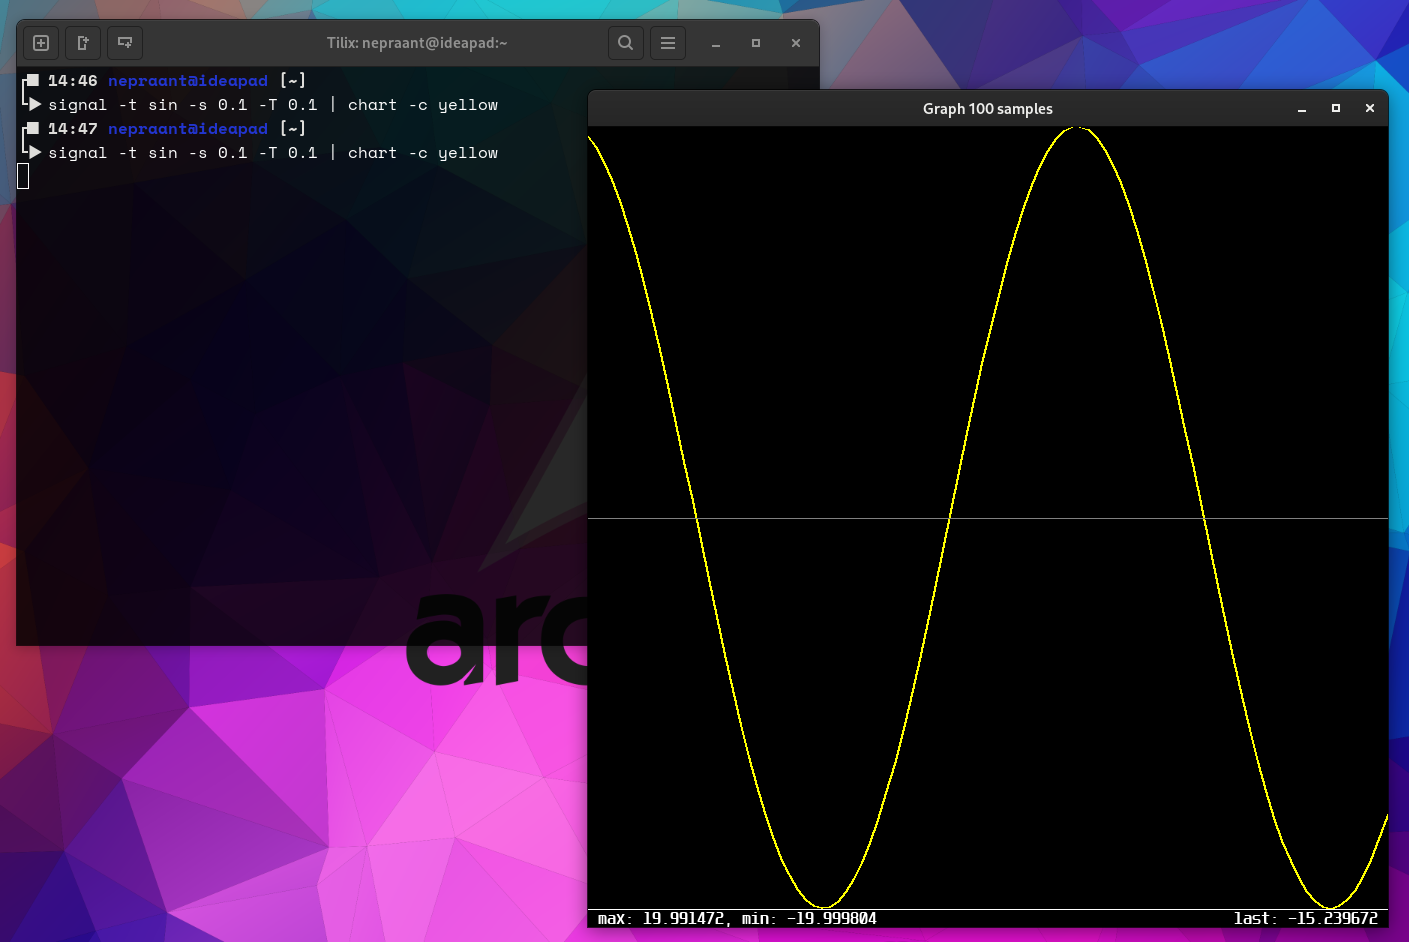 Tilix: nepraant@ideapad:~
14:46 nepraant@ideapad [~]
signal -t sin -s 0.1 -T 0.1 | chart -c yellow
14:47 nepraant@ideapad [~]
signal -t sin -s 0.1 -T 0.1 | chart -c yellow
Graph 100 samples
max: 19.991472, min: -19.999804
last: -15.239672
arc